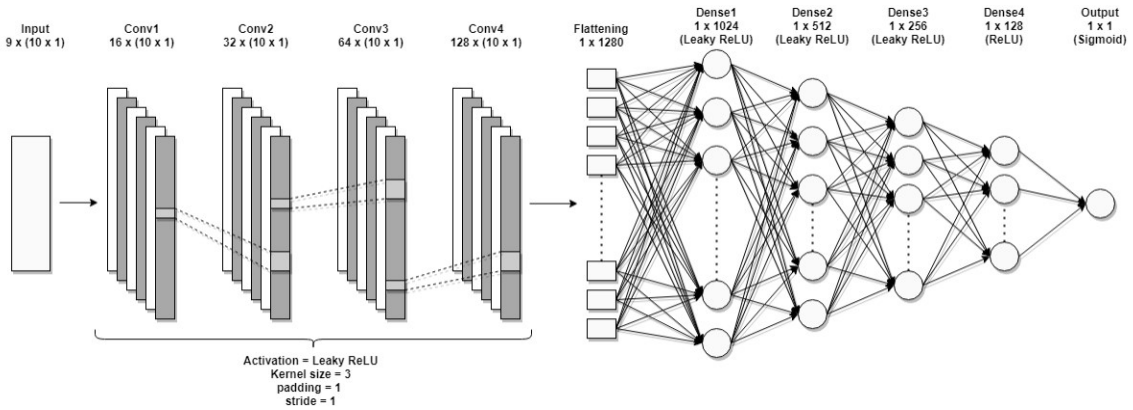 Input
9 x (10 x 1)
Conv1
16 x (10 x 1)
Conv2
32 x (10 x 1)
Conv3
64 x (10 x 1)
Conv4
128 x (10 x 1)
Flattening
1 x 1280
Dense1
1 x 1024
(Leaky ReLU)
Dense2
1 x 512
(Leaky ReLU)
Dense3
1 x 256
(Leaky ReLU)
Dense4
1 x 128
(ReLU)
Output
1 x 1
(Sigmoid)
Activation = Leaky ReLU
Kernel size = 3
padding = 1
stride = 1